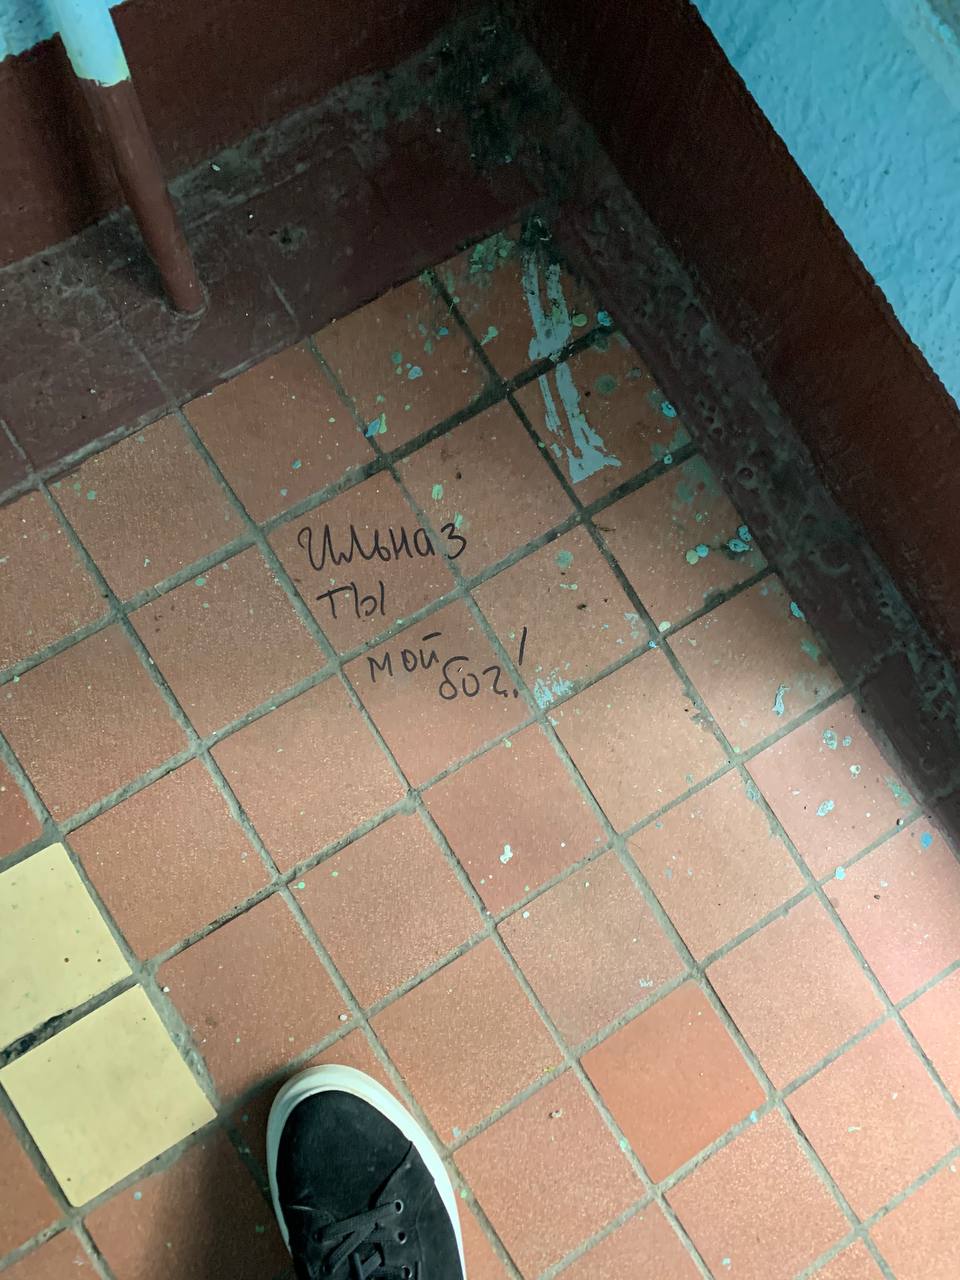 Ильназ
ты
мой
бог!